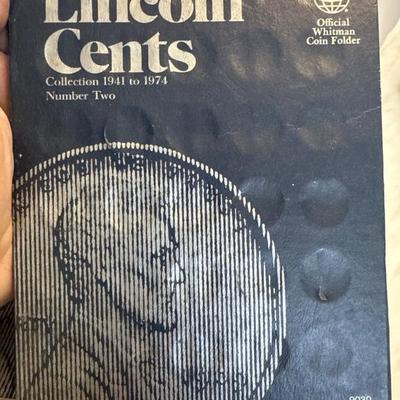 Lincoln
Cents
Collection 1941 to 1974
Number Two
Official
Whitman
Coin Folder